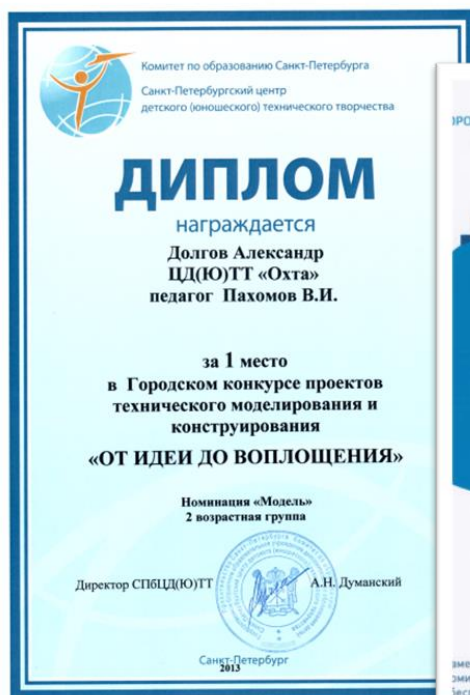 Комитет по образованию Санкт-Петербурга
Санкт-Петербургский центр
детского (юношеского) технического творчества
ДИПЛОМ
награждается
Долгов Александр
ЦД(Ю)ТТ «Охта»
педагог Пахомов В.И.
за 1 место
в Городском конкурсе проектов
технического моделирования и
конструирования
«ОТ ИДЕИ ДО ВОПЛОЩЕНИЯ»
Номинация «Модель»
2 возрастная группа
Директор СПбЦД(Ю)ТТ А.Н. Думанский
Санкт-Петербург
2013